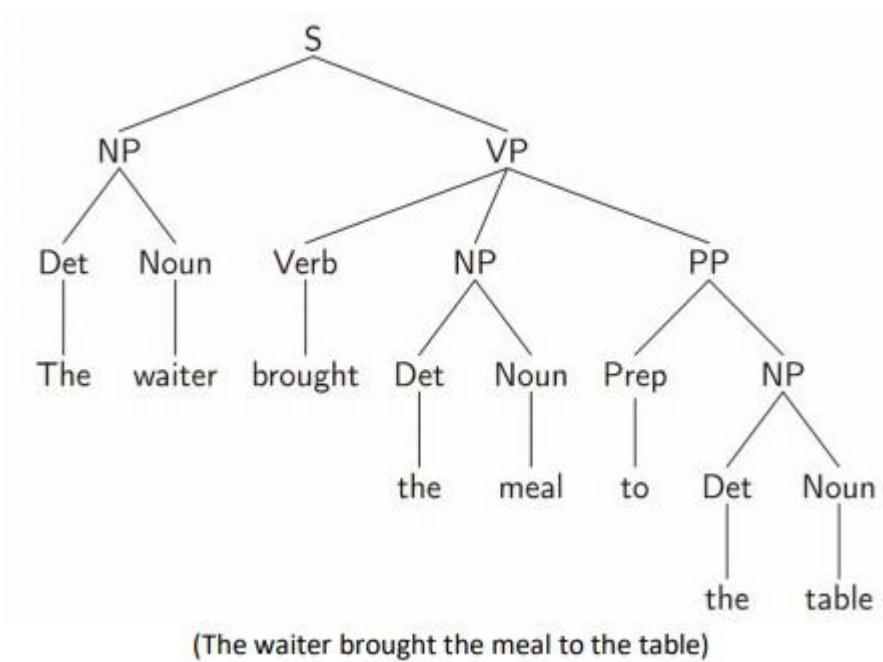 S
NP VP
Det Noun Verb NP PP
The waiter brought Det Noun Prep NP
the meal to Det Noun
the table
(The waiter brought the meal to the table)